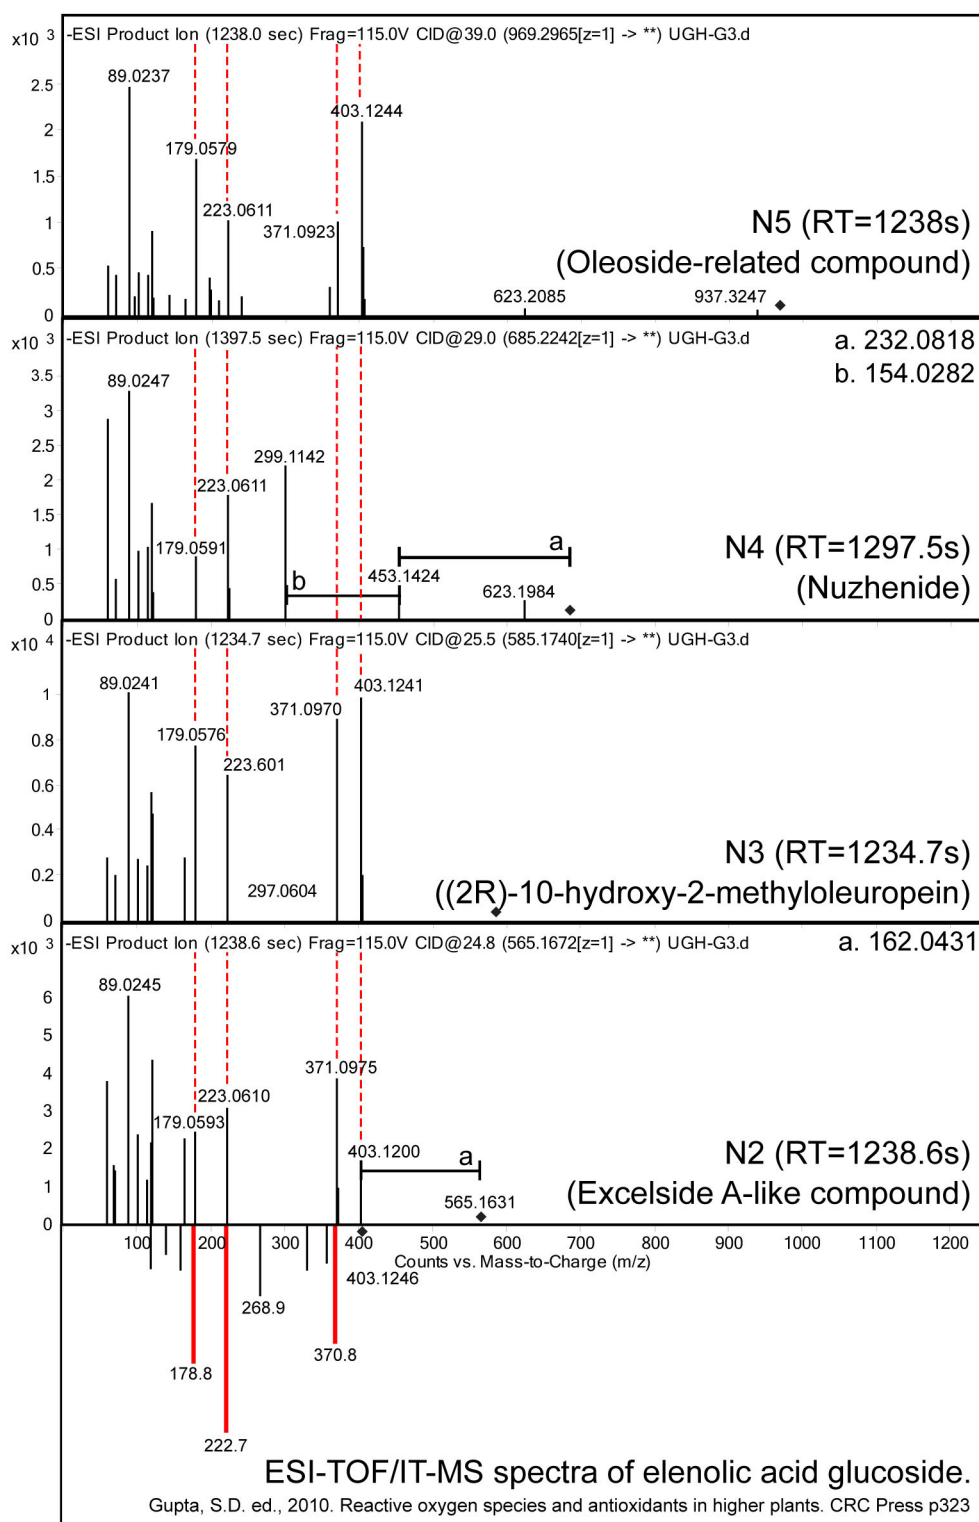 x10 3
-ESI Product Ion (1238.0 sec) Frag=115.0V CID@39.0 (969.2965[z=1] -> **) UGH-G3.d
2.5
2
1.5
1
0.5
0
89.0237
179.0579
223.0611
371.0923
403.1244
623.2085
937.3247
N5 (RT=1238s)
(Oleoside-related compound)
x10 3
-ESI Product Ion (1397.5 sec) Frag=115.0V CID@29.0 (685.2242[z=1] -> **) UGH-G3.d
a. 232.0818
b. 154.0282
3.5
3
2.5
2
1.5
1
0.5
0
89.0247
299.1142
223.0611
179.0591
a
b
453.1424
623.1984
N4 (RT=1297.5s)
(Nuzhenide)
x10 4
-ESI Product Ion (1234.7 sec) Frag=115.0V CID@25.5 (585.1740[z=1] -> **) UGH-G3.d
1
0.8
0.6
0.4
0.2
0
89.0241
179.0576
223.601
297.0604
371.0970
403.1241
N3 (RT=1234.7s)
((2R)-10-hydroxy-2-methyloleuropein)
x10 3
-ESI Product Ion (1238.6 sec) Frag=115.0V CID@24.8 (565.1672[z=1] -> **) UGH-G3.d
a. 162.0431
6
5
4
3
2
1
0
89.0245
371.0975
223.0610
179.0593
403.1200
a
565.1631
N2 (RT=1238.6s)
(Excelside A-like compound)
100 200 300 400 500 600 700 800 900 1000 1100 1200
Counts vs. Mass-to-Charge (m/z)
403.1246
268.9
370.8
178.8
222.7
ESI-TOF/IT-MS spectra of elenolic acid glucoside.
Gupta, S.D. ed., 2010. Reactive oxygen species and antioxidants in higher plants. CRC Press p323